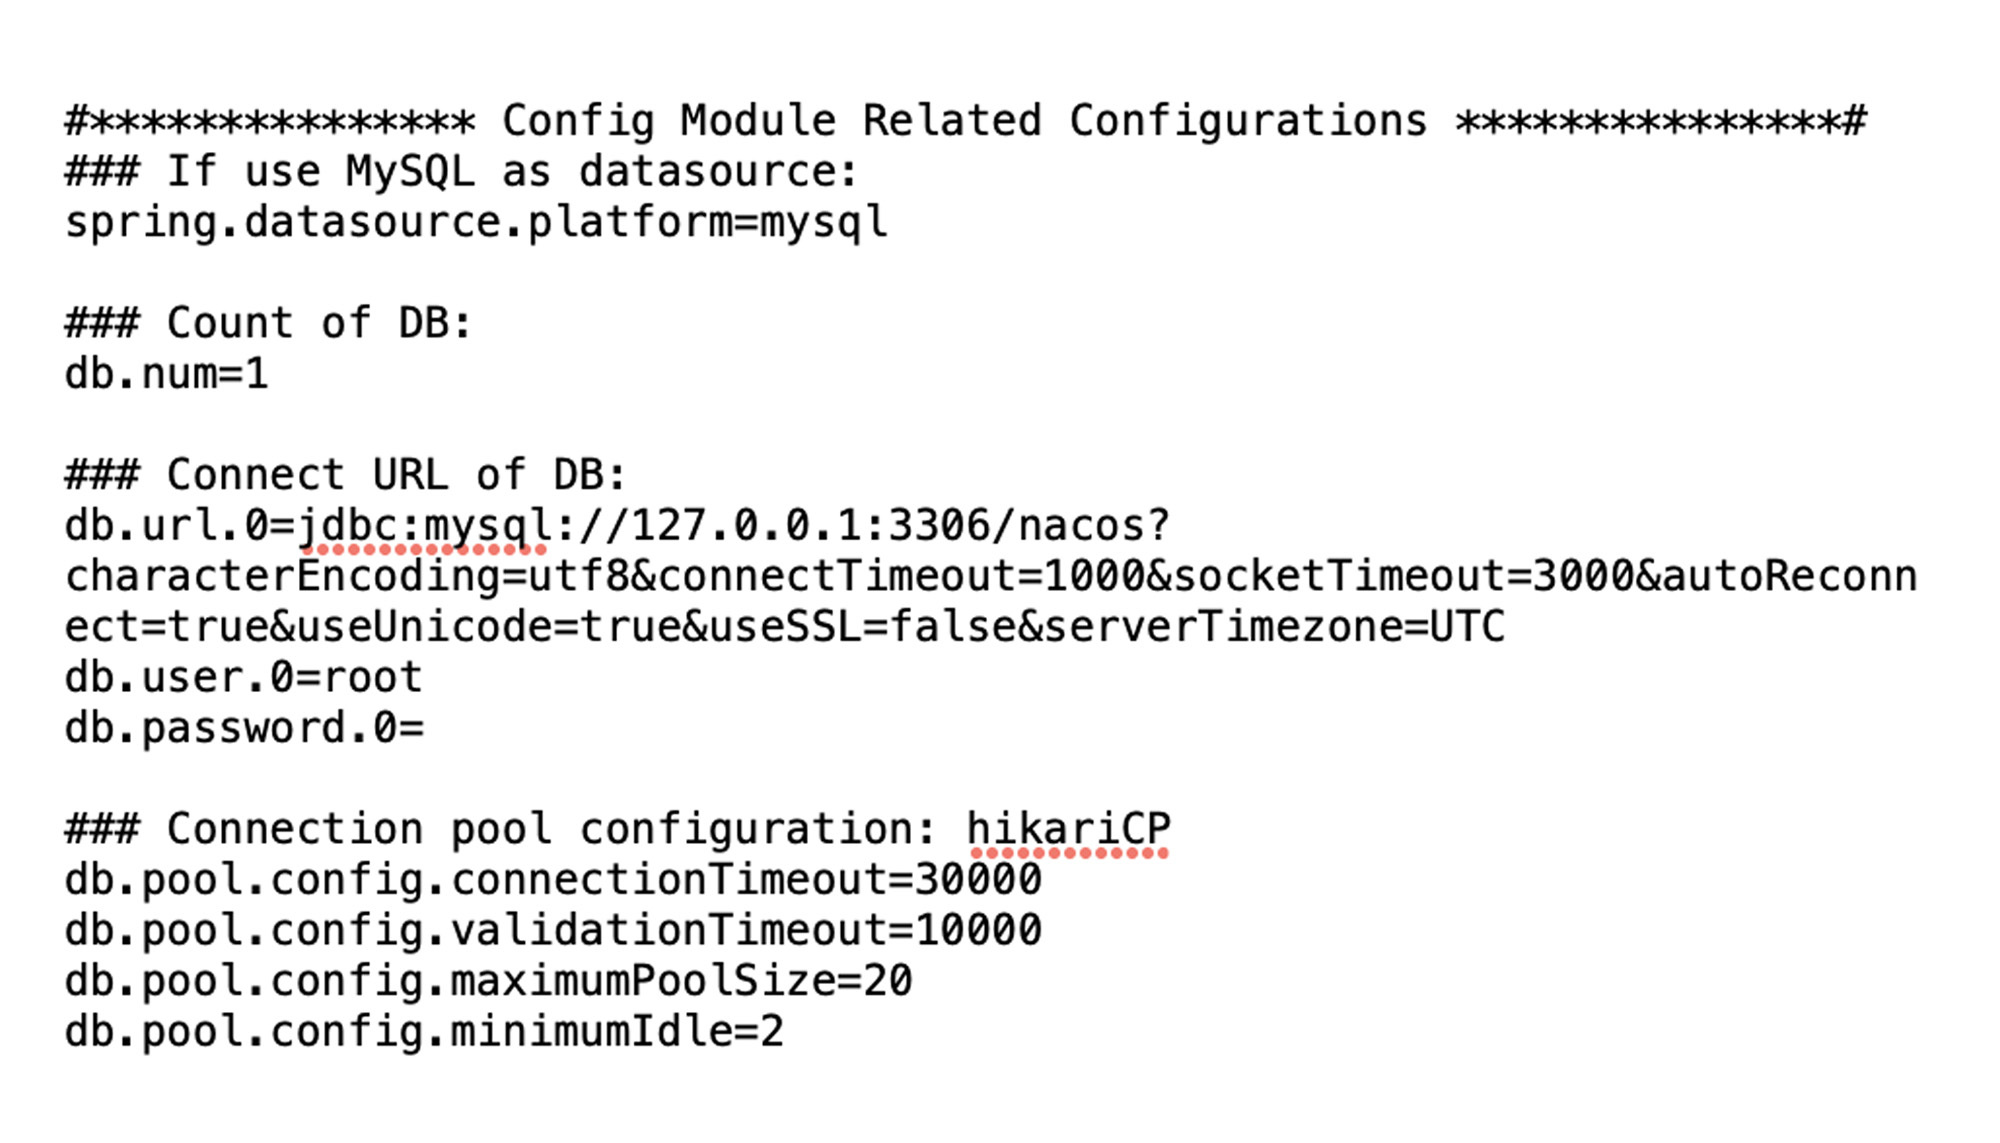 #*************** Config Module Related Configurations ***************#
### If use MySQL as datasource:
spring.datasource.platform=mysql
### Count of DB:
db.num=1
### Connect URL of DB:
db.url.0=jdbc:mysql://127.0.0.1:3306/nacos?
characterEncoding=utf8&connectTimeout=1000&socketTimeout=3000&autoReconn
ect=true&useUnicode=true&useSSL=false&serverTimezone=UTC
db.user.0=root
db.password.0=
### Connection pool configuration: hikariCP
db.pool.config.connectionTimeout=30000
db.pool.config.validationTimeout=10000
db.pool.config.maximumPoolSize=20
db.pool.config.minimumIdle=2